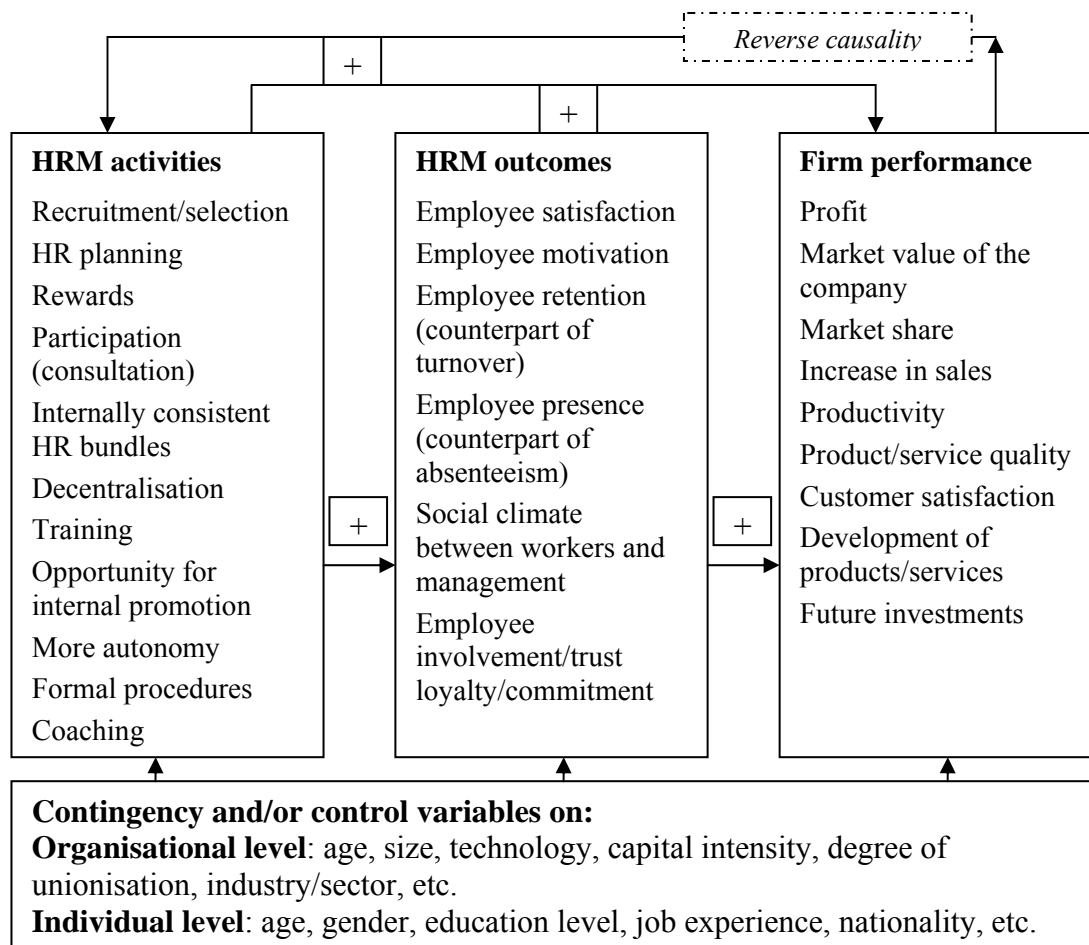 Reverse causality
+
+
HRM activities
Recruitment/selection
HR planning
Rewards
Participation
(consultation)
Internally consistent
HR bundles
Decentralisation
Training
Opportunity for
internal promotion
More autonomy
Formal procedures
Coaching
+
HRM outcomes
Employee satisfaction
Employee motivation
Employee retention
(counterpart of
turnover)
Employee presence
(counterpart of
absenteeism)
Social climate
between workers and
management
Employee
involvement/trust
loyalty/commitment
+
Firm performance
Profit
Market value of the
company
Market share
Increase in sales
Productivity
Product/service quality
Customer satisfaction
Development of
products/services
Future investments
Contingency and/or control variables on:
Organisational level: age, size, technology, capital intensity, degree of
unionisation, industry/sector, etc.
Individual level: age, gender, education level, job experience, nationality, etc.